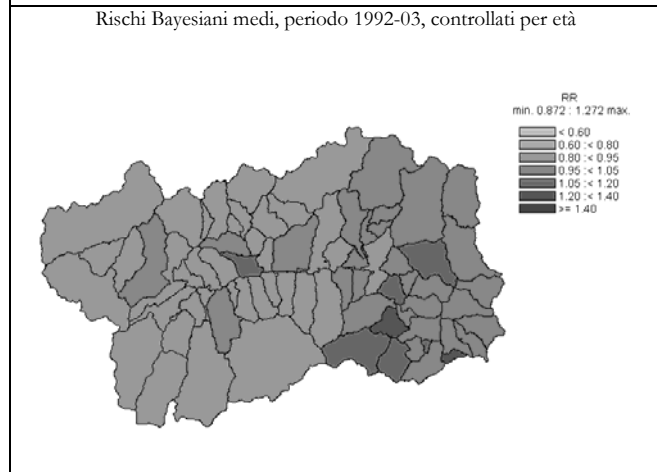 Rischi Bayesiani medi, periodo 1992-03, controllati per età
RR
min. 0.872 : 1.272 max.
< 0.60
0.60 :< 0.80
0.80 :< 0.95
0.95 :< 1.05
1.05 :< 1.20
1.20 :< 1.40
>= 1.40